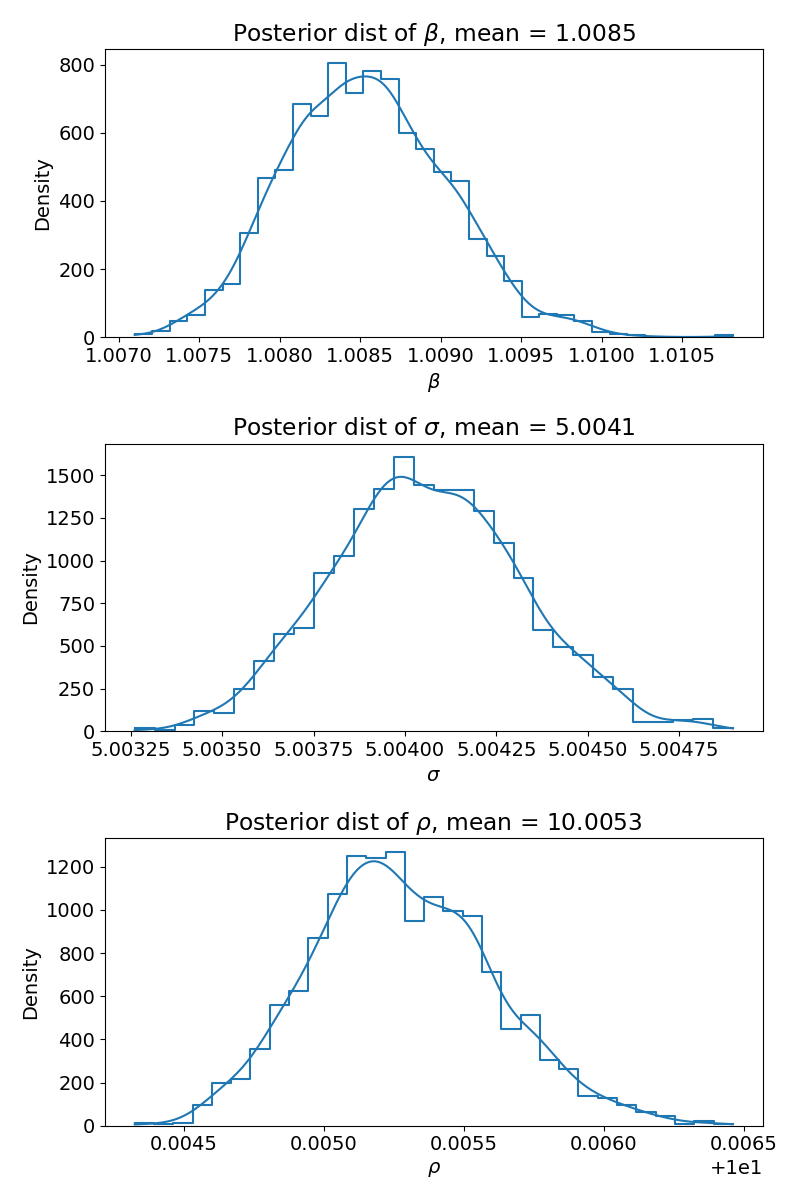 Posterior dist of β, mean = 1.0085
800
600
400
200
0
Density
1.0070 1.0075 1.0080 1.0085 1.0090 1.0095 1.0100 1.0105
β
Posterior dist of σ, mean = 5.0041
1500
1250
1000
750
500
250
0
Density
5.00325 5.00350 5.00375 5.00400 5.00425 5.00450 5.00475
σ
Posterior dist of ρ, mean = 10.0053
1200
1000
800
600
400
200
0
Density
0.0045 0.0050 0.0055 0.0060 0.0065
+1e1
ρ